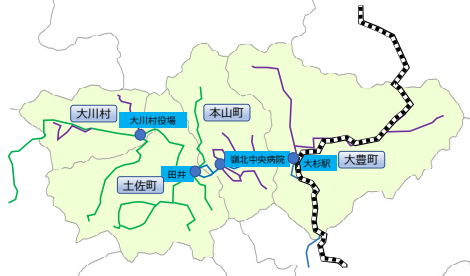 大川村
大川村役場
本山町
嶺北中央病院
大杉駅
大豊町
田井
土佐町